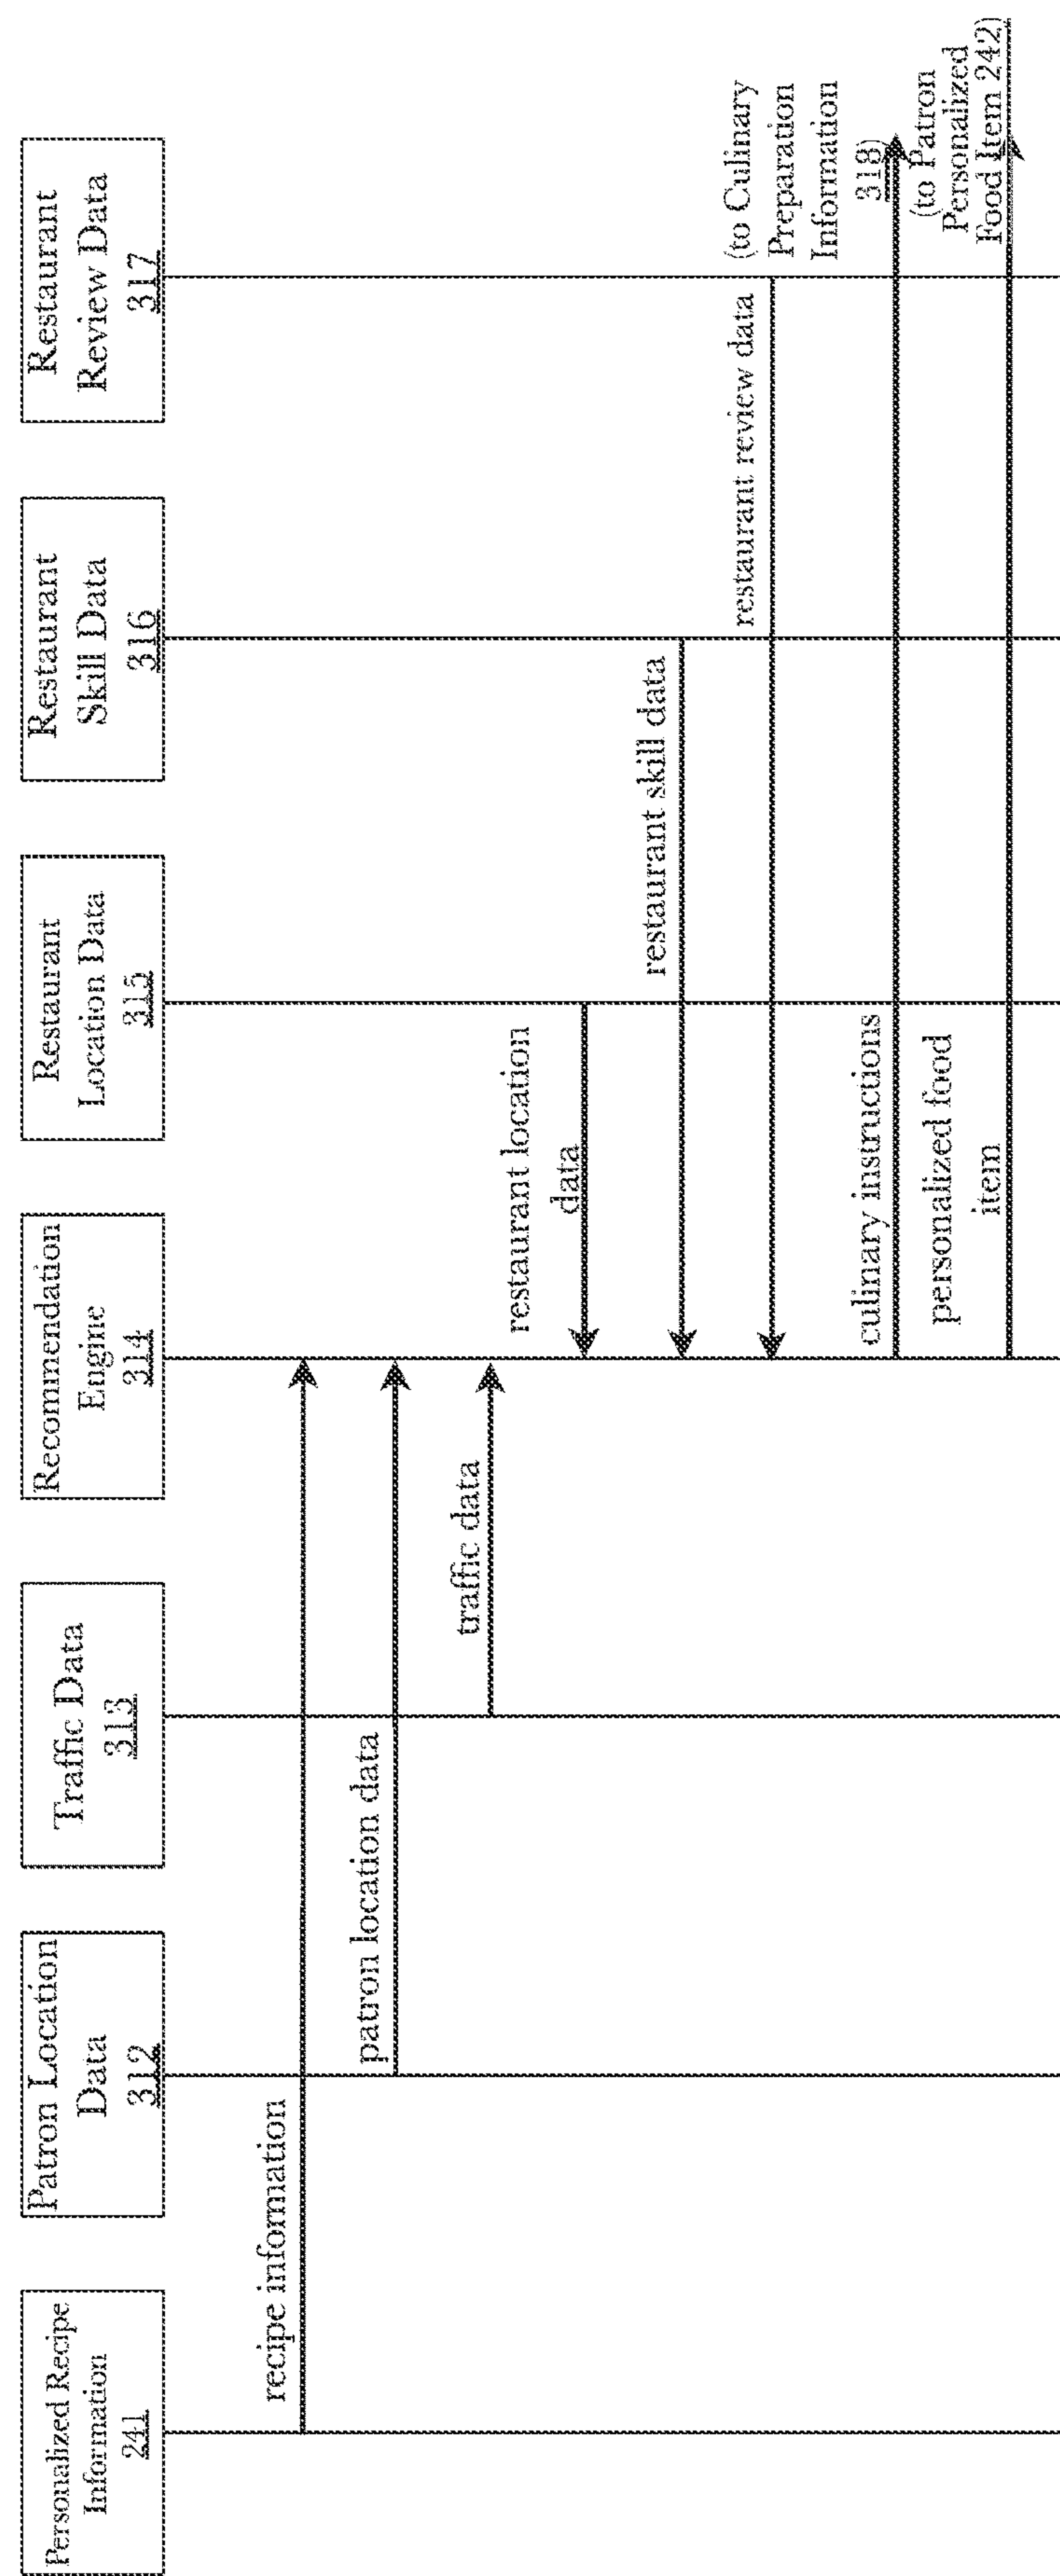 Personalized Recipe
Information
241
Patron Location
Data
312
Traffic Data
313
Recommendation
Engine
314
Restaurant
Location Data
315
Restaurant
Skill Data
316
Restaurant
Review Data
317
recipe information
patron location data
traffic data
restaurant location
data
restaurant skill data
restaurant review data
(to Culinary
Preparation
Information
318)
culinary instructions
(to Patron
Personalized
Food Item 242)
personalized food
item